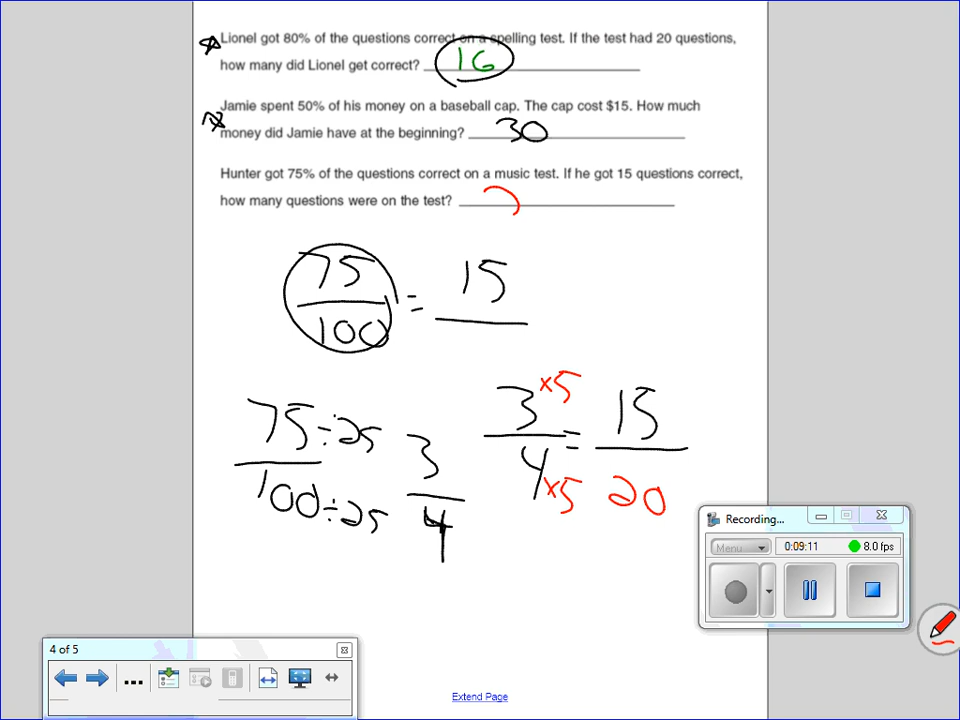 Lionel got 80% of the questions correct on a spelling test. If the test had 20 questions,
how many did Lionel get correct? 16
Jamie spent 50% of his money on a baseball cap. The cap cost $15. How much
money did Jamie have at the beginning? 30
Hunter got 75% of the questions correct on a music test. If he got 15 questions correct,
how many questions were on the test?
75/100 = 15/
75÷25
100÷25
3/4
3×5
4×5
= 15/20
Recording...
Menu
0:09:11
8.0 fps
4 of 5
...
Extend Page